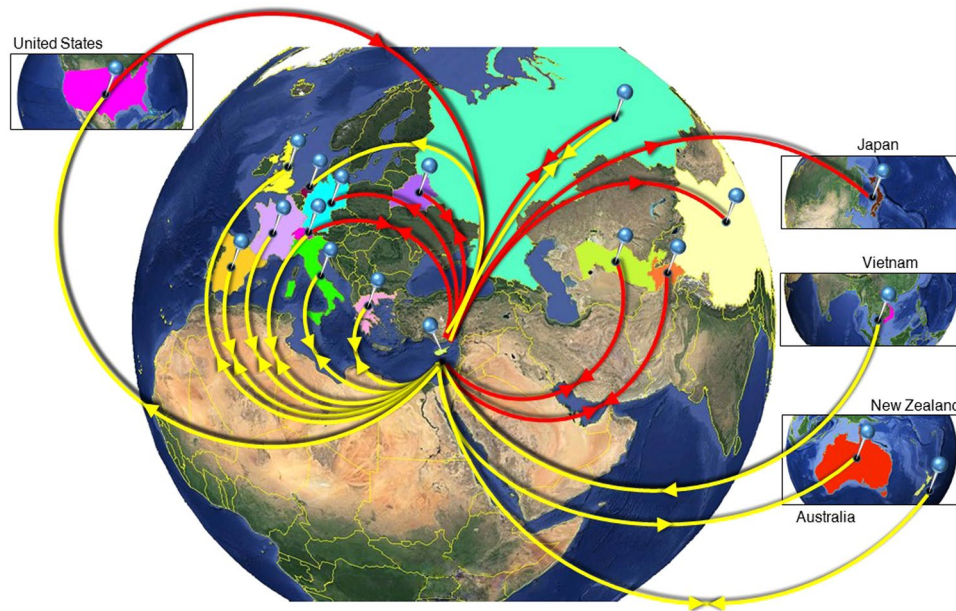 United States
Japan
Vietnam
New Zealand
Australia